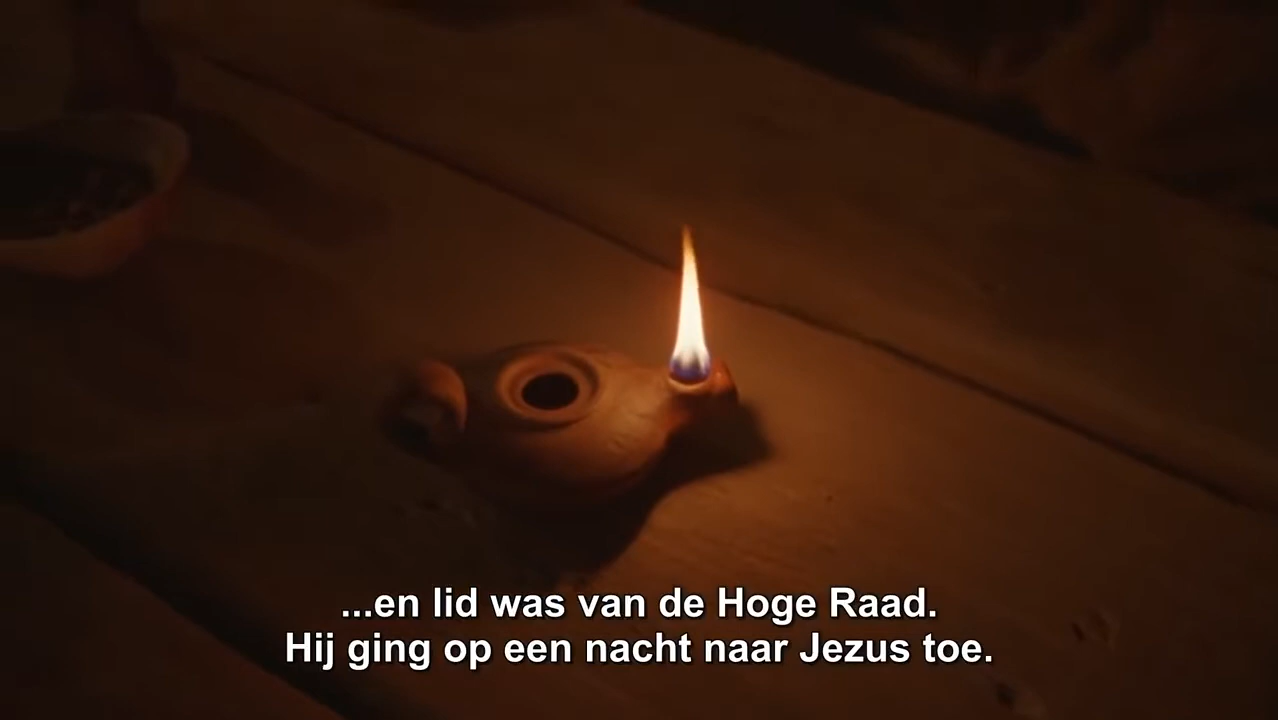 ...en lid was van de Hoge Raad.
Hij ging op een nacht naar Jezus toe.